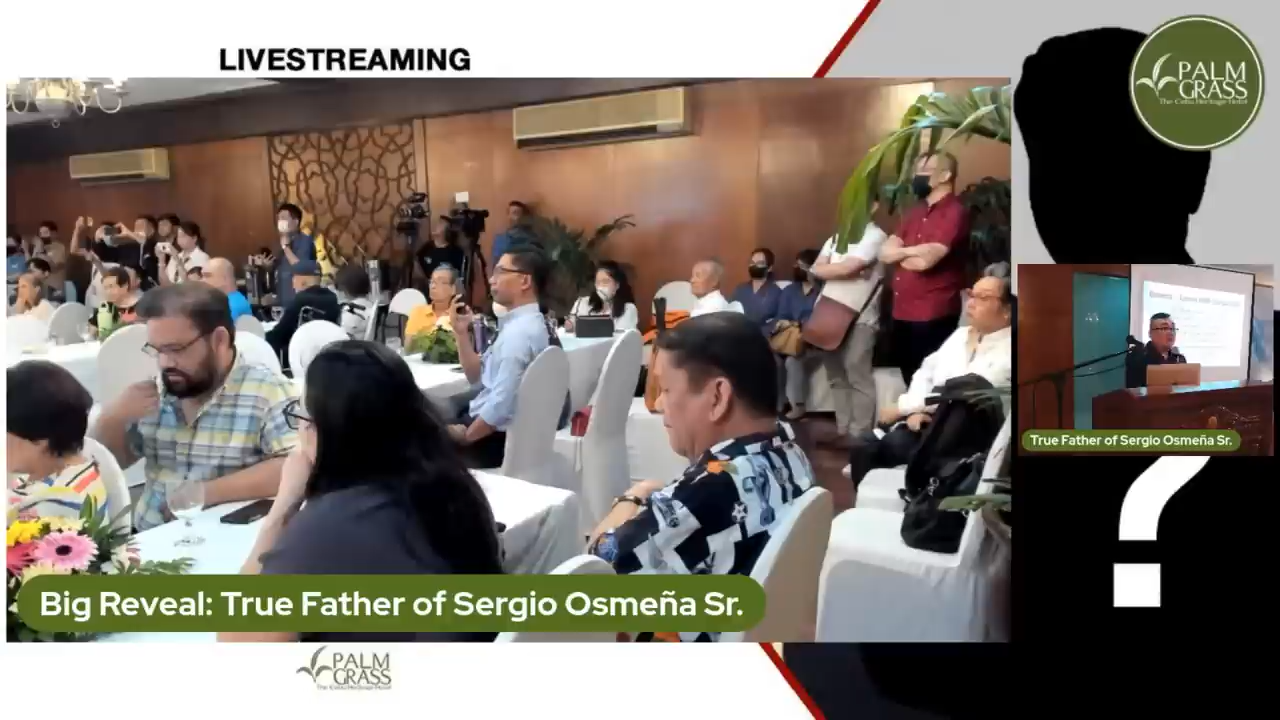 LIVESTREAMING
PALM
GRASS
The Cebu Heritage Hotel
True Father of Sergio Osmeña Sr.
?
Big Reveal: True Father of Sergio Osmeña Sr.
PALM
GRASS
The Cebu Heritage Hotel